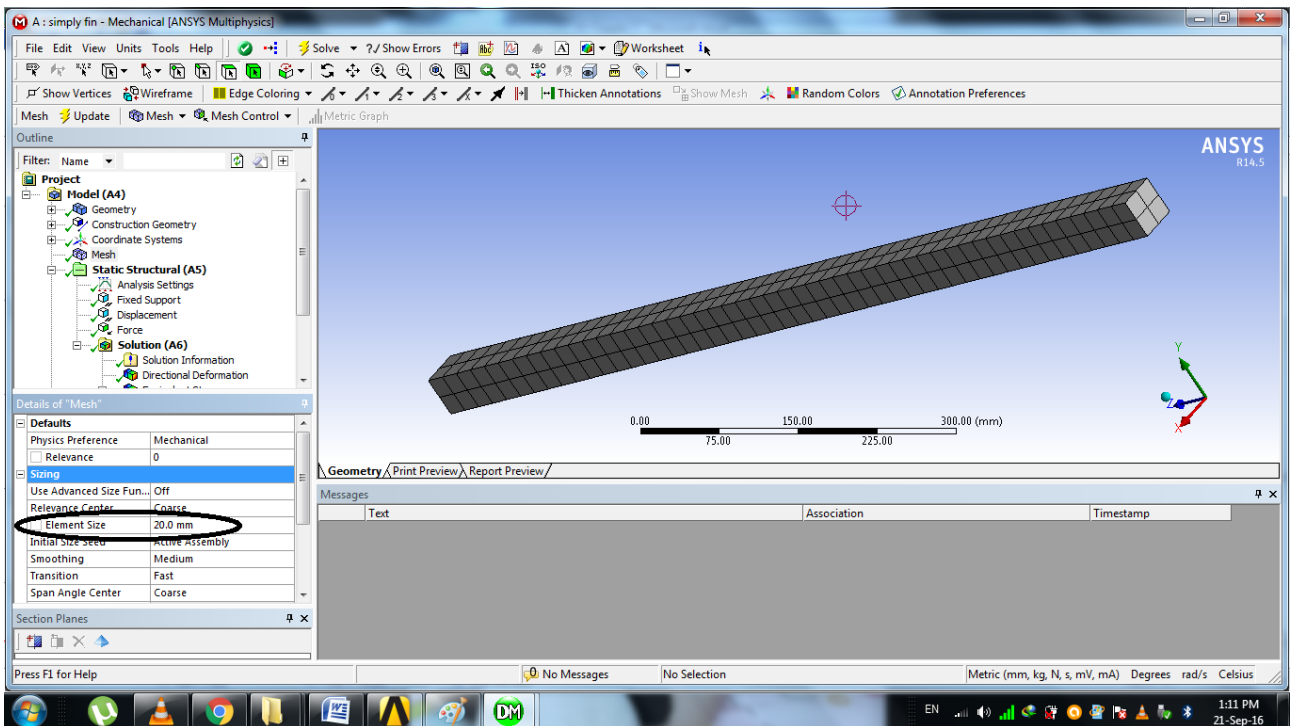 A : simply fin - Mechanical [ANSYS Multiphysics]
File Edit View Units Tools Help Solve ?/ Show Errors Worksheet
Show Vertices Wireframe Edge Coloring Thicken Annotations Show Mesh Random Colors Annotation Preferences
Mesh Update Mesh Mesh Control Metric Graph
Outline
Filter: Name
Project
Model (A4)
Geometry
Construction Geometry
Coordinate Systems
Mesh
Static Structural (A5)
Analysis Settings
Fixed Support
Displacement
Force
Solution (A6)
Solution Information
Directional Deformation
ANSYS
R14.5
Y
Z
X
0.00 150.00 300.00 (mm)
75.00 225.00
Geometry Print Preview Report Preview
Details of "Mesh"
Defaults
Physics Preference Mechanical
Relevance 0
Sizing
Use Advanced Size Fun... Off
Relevance Center Coarse
Element Size 20.0 mm
Initial Size Seed Active Assembly
Smoothing Medium
Transition Fast
Span Angle Center Coarse
Messages
Text Association Timestamp
Section Planes
Press F1 for Help No Messages No Selection Metric (mm, kg, N, s, mV, mA) Degrees rad/s Celsius
DM
EN
1:11 PM
21-Sep-16